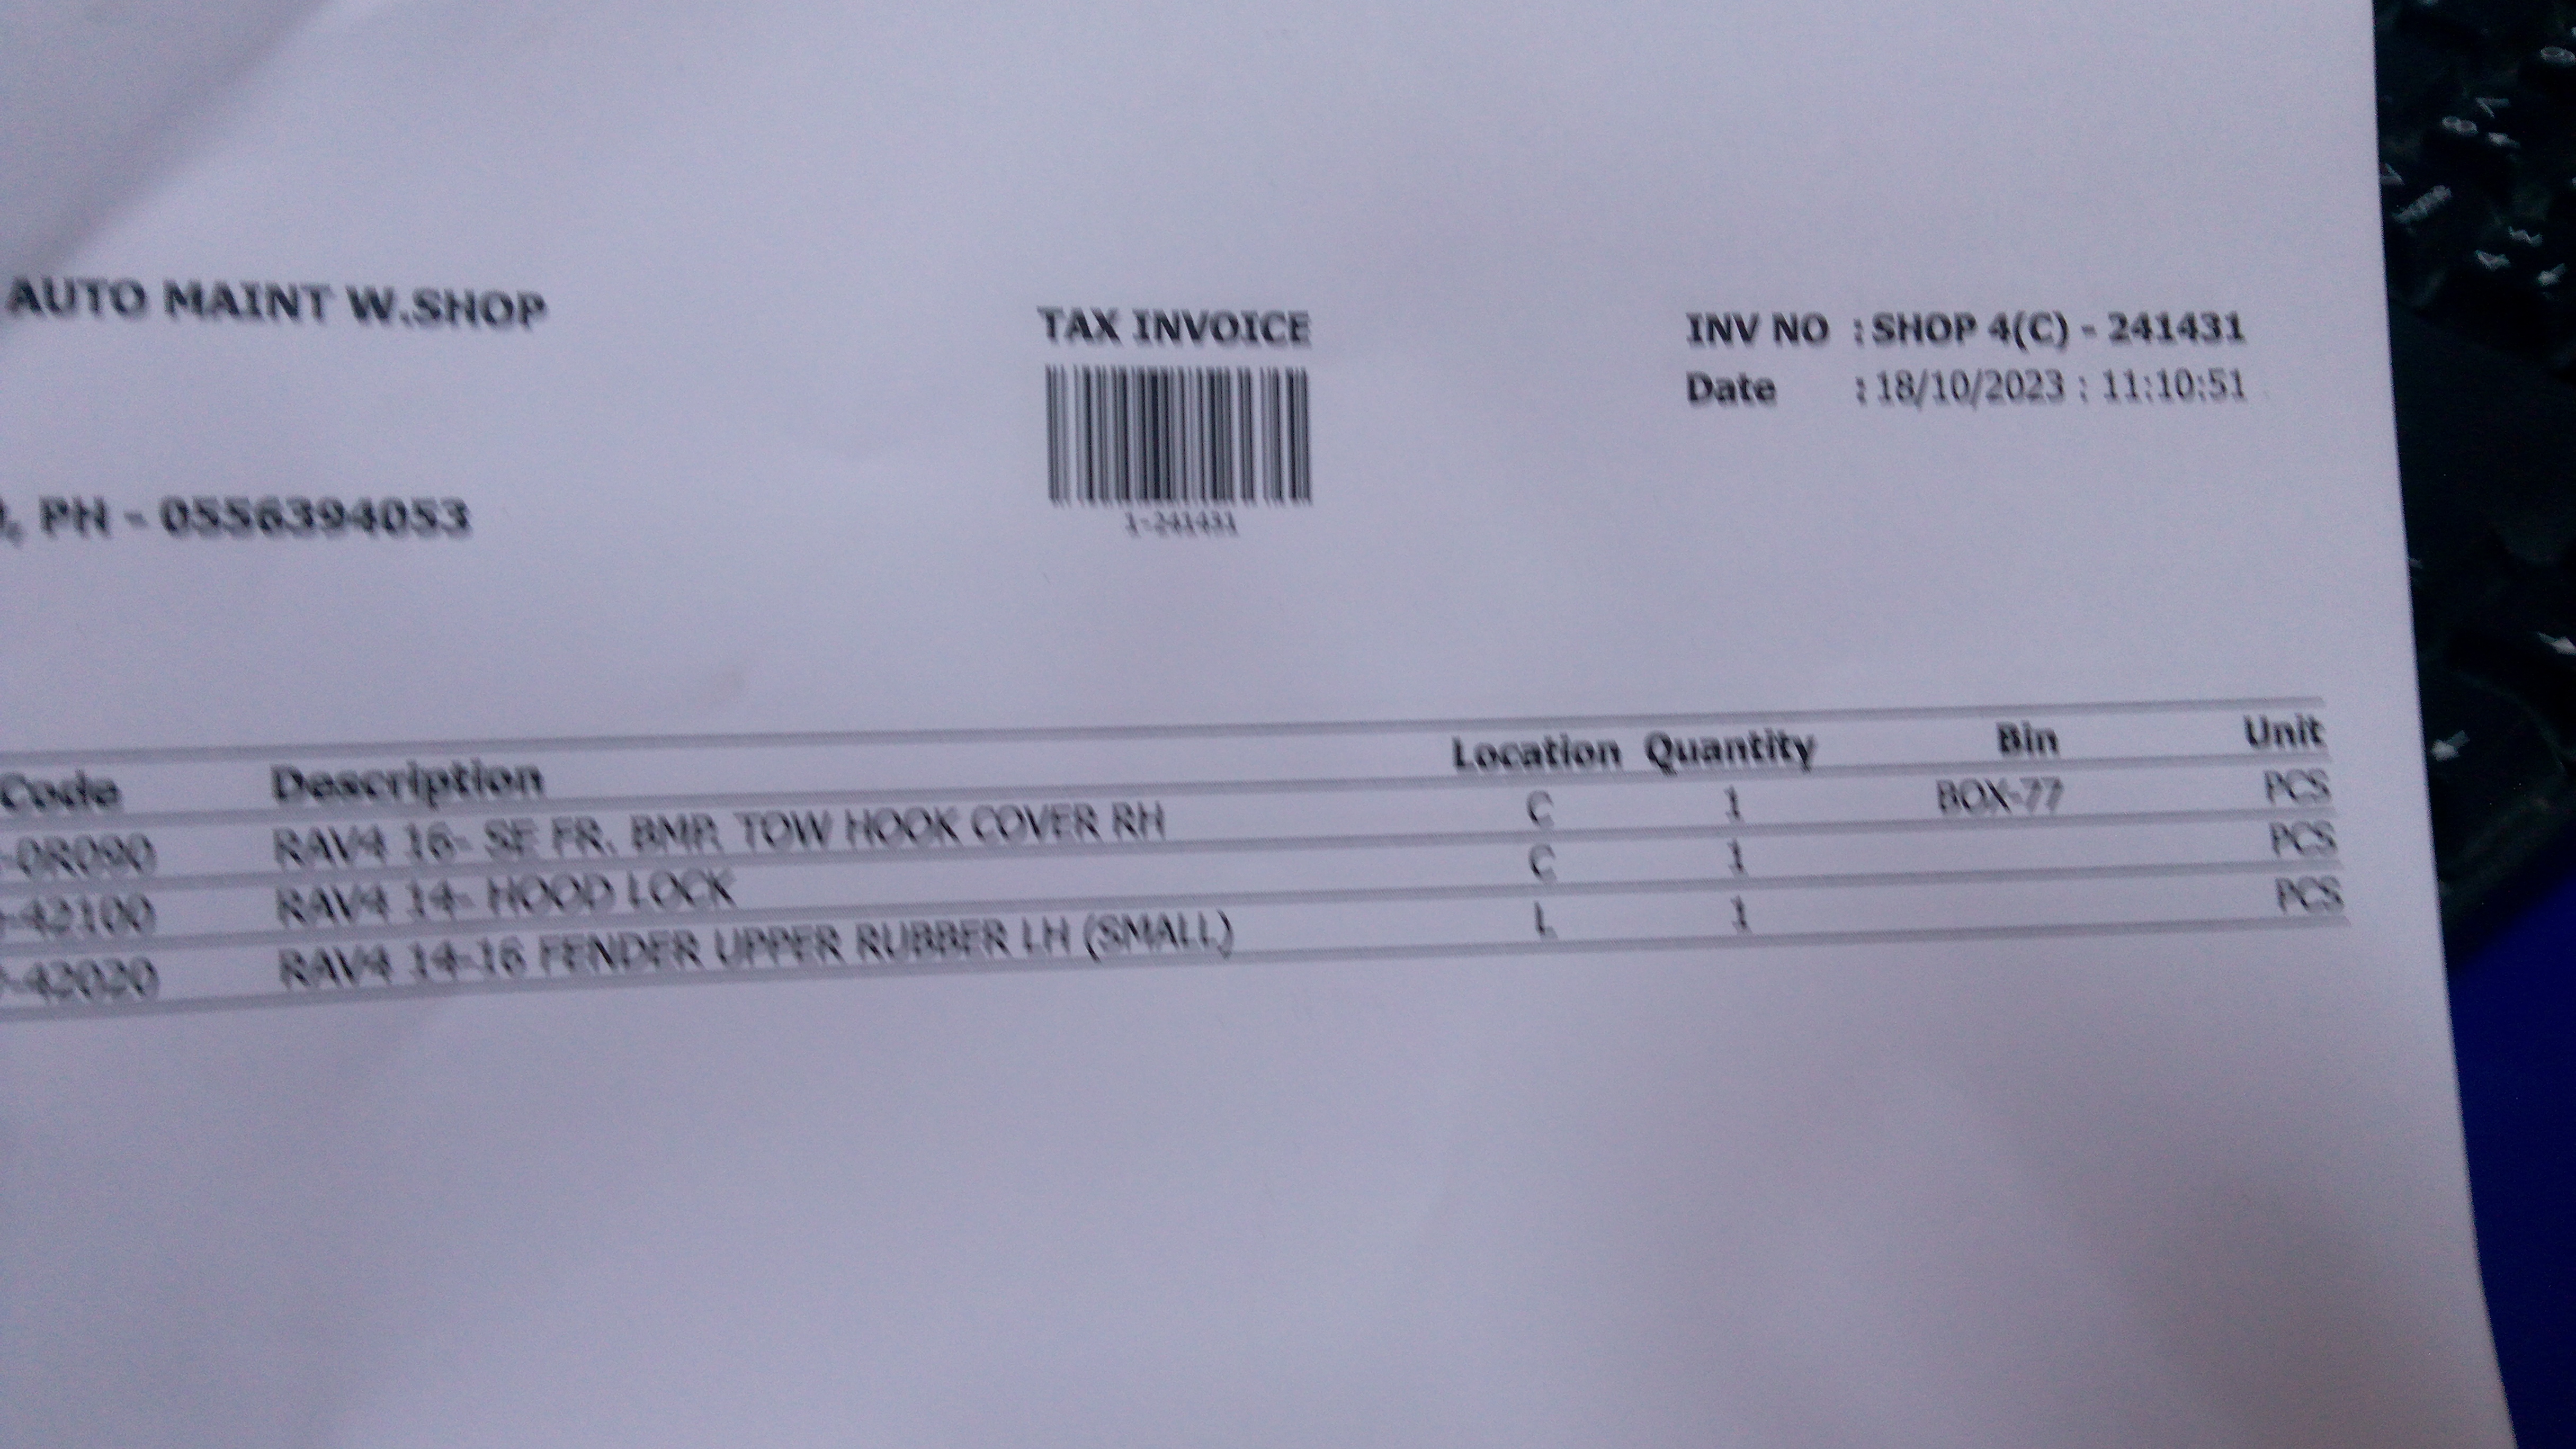 AUTO MAINT W.SHOP
TAX INVOICE
INV NO : SHOP 4(C) - 241431
Date : 18/10/2023 : 11:10:51
1-241431
, PH - 0556394053
Code Description Location Quantity Bin Unit
-0R090 RAV4 16- SE FR. BMP. TOW HOOK COVER RH C 1 BOX-77 PCS
-42100 RAV4 14- HOOD LOCK C 1 PCS
-42020 RAV4 14-16 FENDER UPPER RUBBER LH (SMALL) L 1 PCS